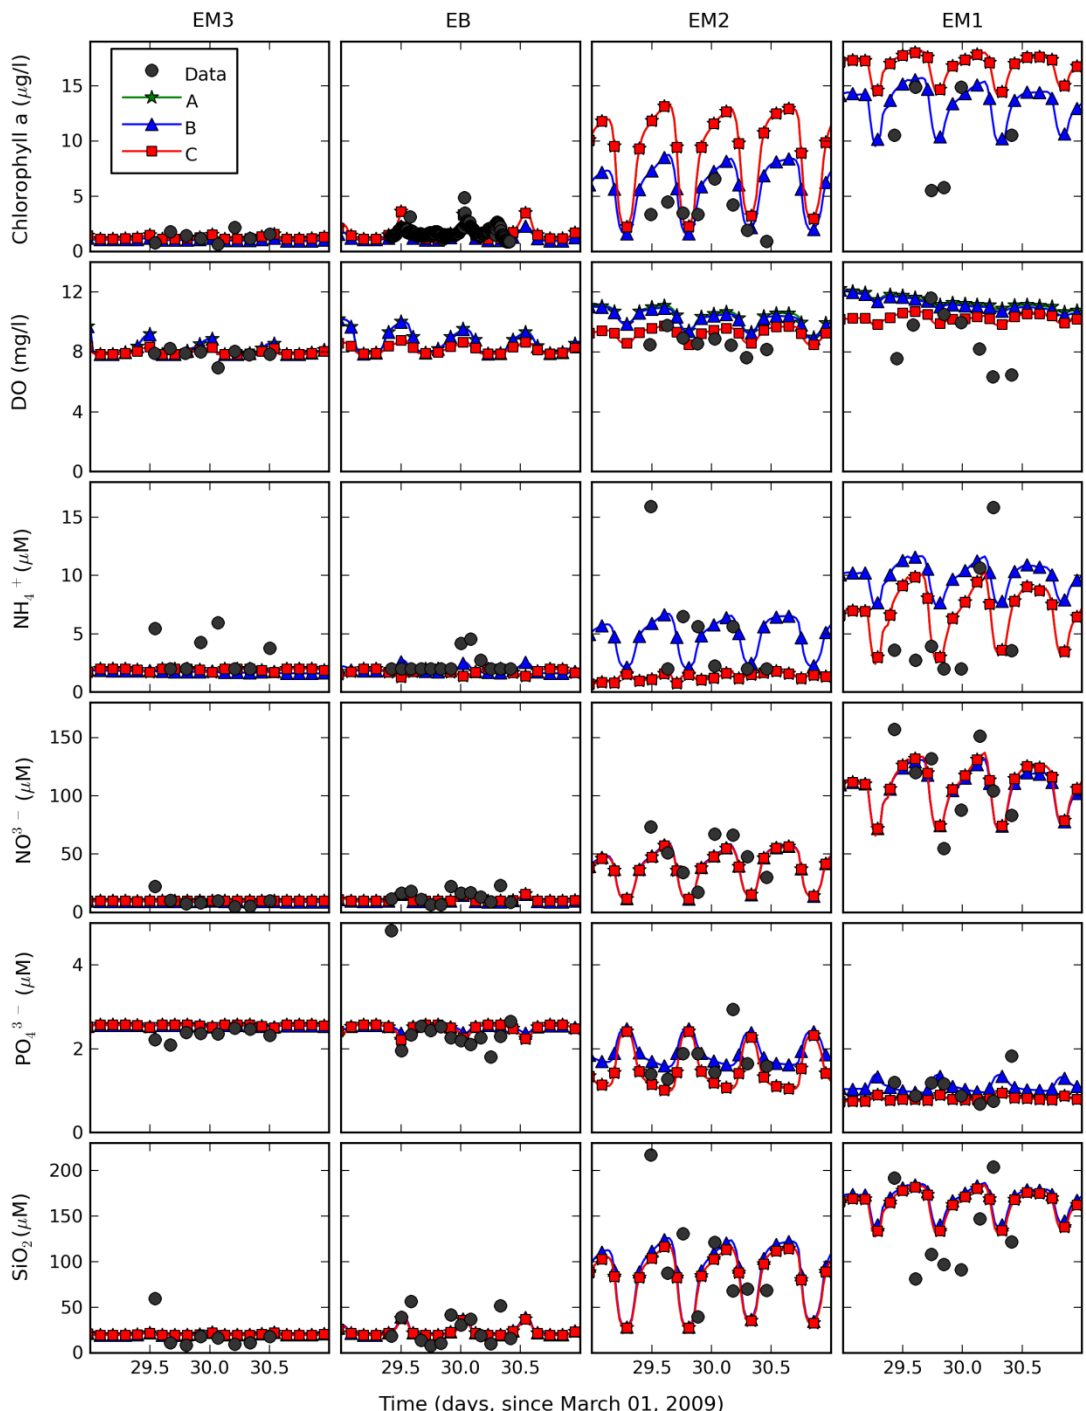 EM3 EB EM2 EM1
Chlorophyll a (μg/l)
15
10
5
0
Data
A
B
C
DO (mg/l)
12
8
4
0
NH₄⁺ (μM)
15
10
5
0
NO³⁻ (μM)
150
100
50
0
PO₄³⁻ (μM)
4
2
0
SiO₂ (μM)
200
150
100
50
0
29.5 30.0 30.5 29.5 30.0 30.5 29.5 30.0 30.5 29.5 30.0 30.5
Time (days, since March 01, 2009)